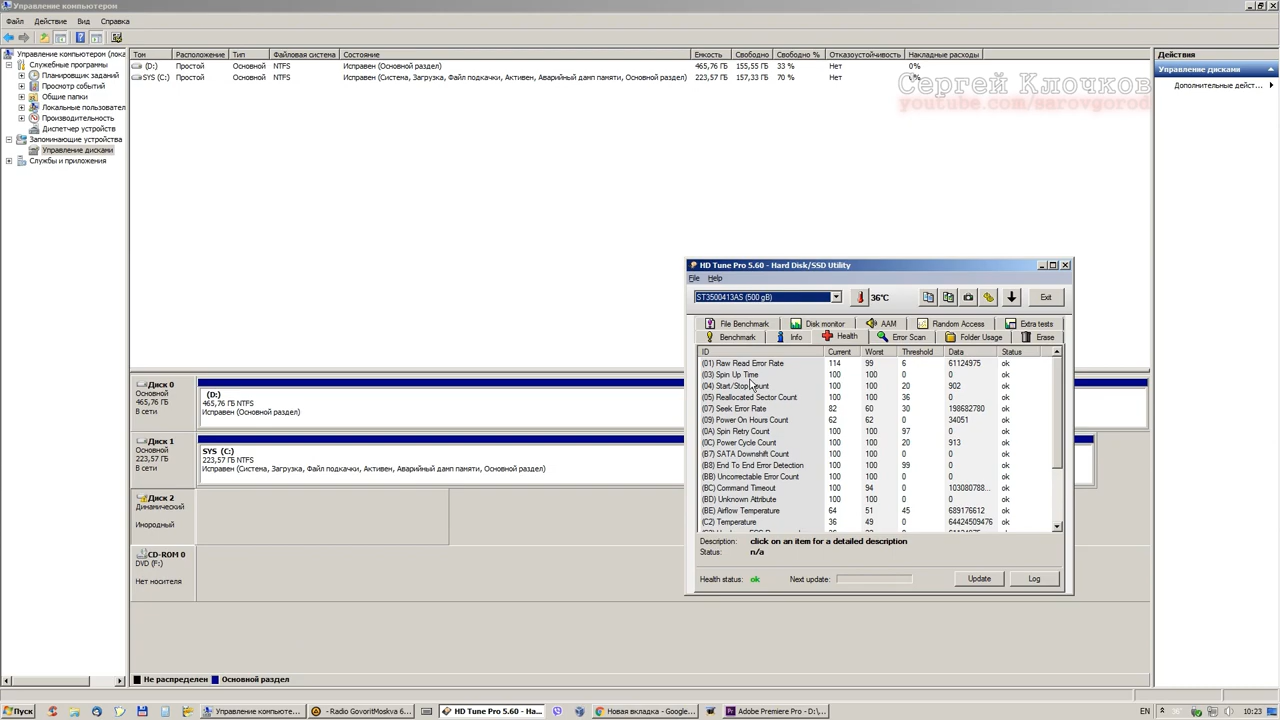 Управление компьютером
Файл Действие Вид Справка
Управление компьютером (лока
Служебные программы
Планировщик заданий
Просмотр событий
Общие папки
Локальные пользовател
Производительность
Диспетчер устройств
Запоминающие устройства
Управление дисками
Службы и приложения
Том Расположение Тип Файловая система Состояние Емкость Свободно Свободно % Отказоустойчивость Накладные расходы
(D:) Простой Основной NTFS Исправен (Основной раздел) 465,76 ГБ 155,55 ГБ 33 % Нет 0%
SYS (C:) Простой Основной NTFS Исправен (Система, Загрузка, Файл подкачки, Активен, Аварийный дамп памяти, Основной раздел) 223,57 ГБ 157,33 ГБ 70 % Нет 0%
Сергей Клочков
youtube.com/sarovgorod
Действия
Управление дисками
Дополнительные дейст...
Диск 0
Основной
465,76 ГБ
В сети
(D:)
465,76 ГБ NTFS
Исправен (Основной раздел)
Диск 1
Основной
223,57 ГБ
В сети
SYS (C:)
223,57 ГБ NTFS
Исправен (Система, Загрузка, Файл подкачки, Активен, Аварийный дамп памяти, Основной раздел)
Диск 2
Динамический
Инородный
CD-ROM 0
DVD (F:)
Нет носителя
Не распределен Основной раздел
HD Tune Pro 5.60 - Hard Disk/SSD Utility
File Help
ST3500413AS (500 gB) 36°C Exit
File Benchmark Disk monitor AAM Random Access Extra tests
Benchmark Info Health Error Scan Folder Usage Erase
ID Current Worst Threshold Data Status
(01) Raw Read Error Rate 114 99 6 61124975 ok
(03) Spin Up Time 100 100 0 0 ok
(04) Start/Stop Count 100 100 20 902 ok
(05) Reallocated Sector Count 100 100 36 0 ok
(07) Seek Error Rate 82 60 30 198682780 ok
(09) Power On Hours Count 62 62 0 34051 ok
(0A) Spin Retry Count 100 100 97 0 ok
(0C) Power Cycle Count 100 100 20 913 ok
(B7) SATA Downshift Count 100 100 0 0 ok
(B8) End To End Error Detection 100 100 99 0 ok
(BB) Uncorrectable Error Count 100 100 0 0 ok
(BC) Command Timeout 100 94 0 103080788... ok
(BD) Unknown Attribute 100 100 0 0 ok
(BE) Airflow Temperature 64 51 45 689176612 ok
(C2) Temperature 36 49 0 64424509476 ok
Description: click on an item for a detailed description
Status: n/a
Health status: ok Next update: Update Log
Пуск Управление компьюте... - Radio GovoritMoskva 6... HD Tune Pro 5.60 - Ha... Новая вкладка - Google... Adobe Premiere Pro - D:\... EN 10:23